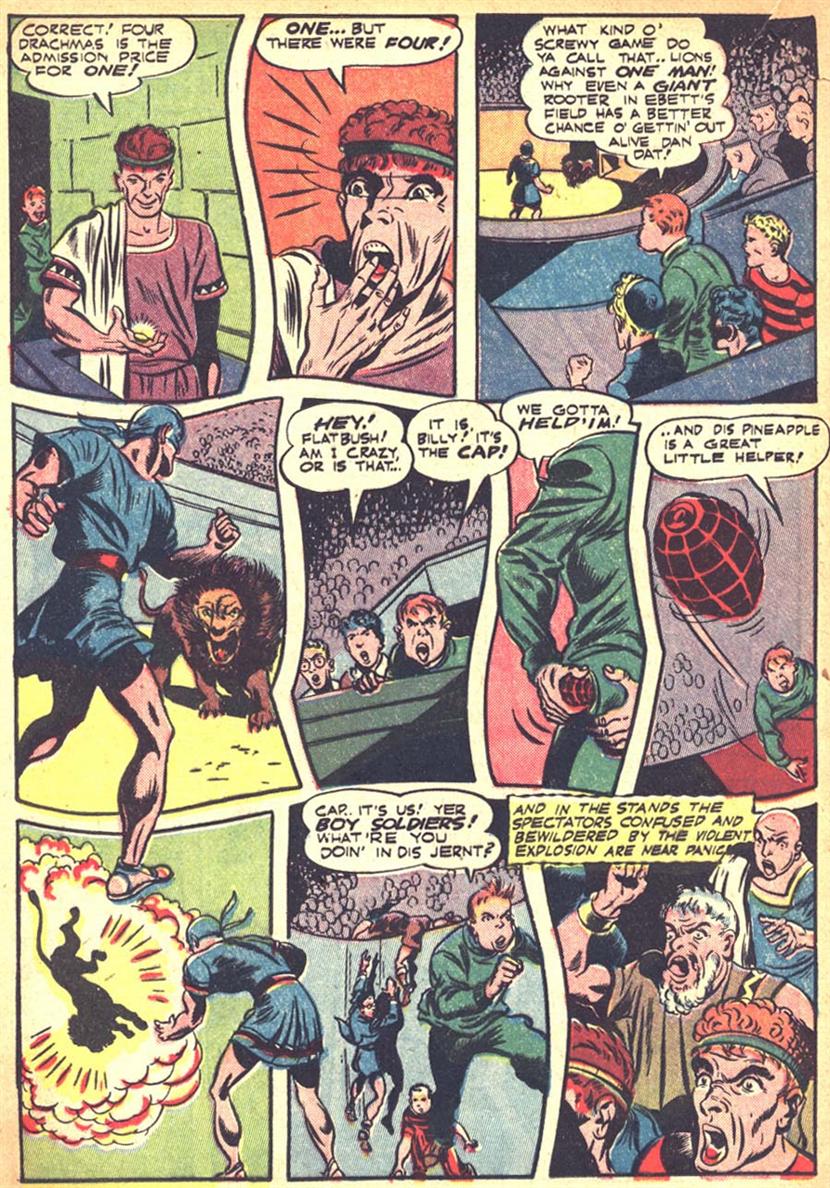 CORRECT! FOUR
DRACHMAS IS THE
ADMISSION PRICE
FOR ONE!
ONE... BUT
THERE WERE FOUR!
WHAT KIND O'
SCREWY GAME DO
YA CALL THAT.. LIONS
AGAINST ONE MAN!
WHY EVEN A GIANT
ROOTER IN EBETT'S
FIELD HAS A BETTER
CHANCE O' GETTIN' OUT
ALIVE DAN
DAT!
HEY!
FLATBUSH!
AM I CRAZY,
OR IS THAT...
IT IS,
BILLY! IT'S
THE CAP!
WE GOTTA
HELD 'IM!
..AND DIS PINEAPPLE
IS A GREAT
LITTLE HELPER!
CAP.. IT'S US! YER
BOY SOLDIERS!
WHAT'RE YOU
DOIN' IN DIS JERNT?
AND IN THE STANDS THE
SPECTATORS CONFUSED AND
BEWILDERED BY THE VIOLENT
EXPLOSION ARE NEAR PANIC!